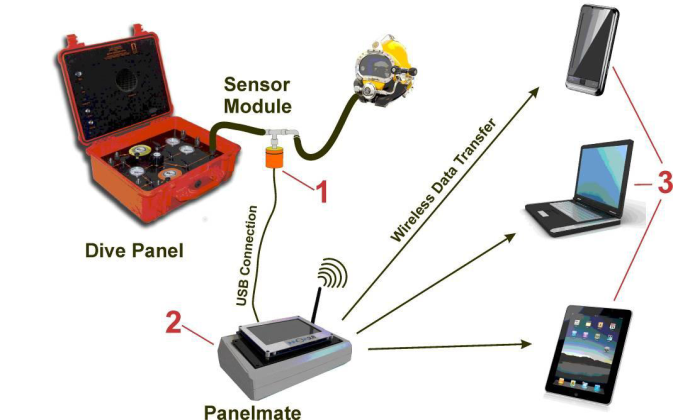 Sensor
Module
1
Wireless Data Transfer
3
Dive Panel
USB Connection
2
Panelmate